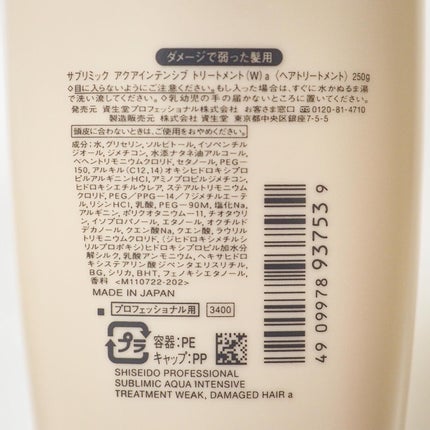 ダメージで弱った髪用
サブリミック アクアインテンシブ トリートメント(W) a 〈ヘアトリートメント〉 250g
◇目に入らないようにご注意ください。もし入った場合は、すぐに水かぬるま湯
で洗い流してください。◇乳幼児の手の届かないところに置いてください。
発売元 資生堂プロフェッショナル株式会社 お客さま窓口 0120-81-4710
製造販売元 株式会社 資生堂 東京都中央区銀座7-5-5
頭皮に合わないときは、ご使用をおやめください。
成分:水、グリセリン、ソルビトール、イソペンチル
ジオール、ジメチコン、水添ナタネ油アルコール、
ベヘントリモニウムクロリド、セタノール、PEG-
150、アルキル(C12,14)オキシヒドロキシプロ
ピルアルギニンHCl、アミノプロピルジメチコン、
ヒドロキシエチルウレア、ステアルトリモニウム
クロリド、PEG/PPG-14/7ジメチルエーテ
ル、リシンHCl、乳酸、PEG-90M、塩化Na、
アルギニン、ポリクオタニウム-11、チオタウリ
ン、イソプロパノール、エタノール、オクチルド
デカノール、クエン酸Na、クエン酸、ラウリル
トリモニウムクロリド、(ジヒドロキシメチルシ
リルプロポキシ)ヒドロキシプロピル加水分
解シルク、乳酸アンモニウム、ヘキサヒドロ
キシステアリン酸ジペンタエリスリチル、
BG、シリカ、BHT、フェノキシエタノール、
香料 <M110722-202>
MADE IN JAPAN
プロフェッショナル用 3400
プラ
容器:PE
キャップ:PP
SHISEIDO PROFESSIONAL
SUBLIMIC AQUA INTENSIVE
TREATMENT WEAK, DAMAGED HAIR a
4 909978 937539